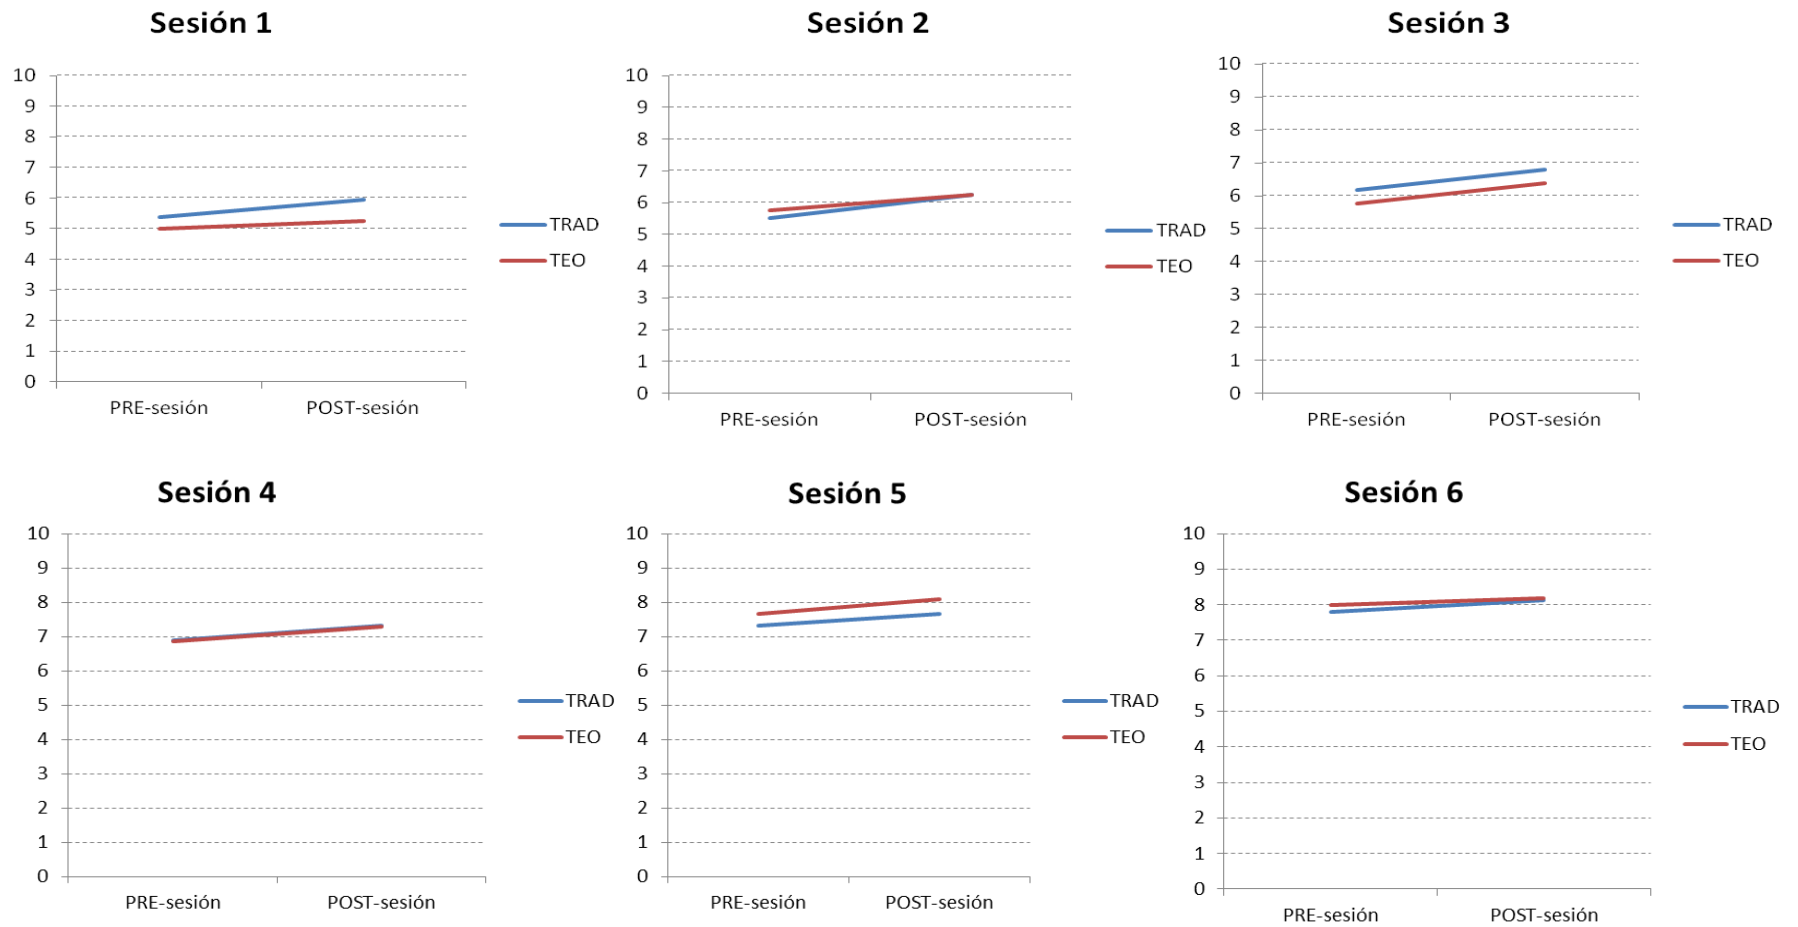 Sesión 1
10
9
8
7
6
5
4
3
2
1
0
PRE-sesión
POST-sesión
TRAD
TEO
Sesión 2
10
9
8
7
6
5
4
3
2
1
0
PRE-sesión
POST-sesión
TRAD
TEO
Sesión 3
10
9
8
7
6
5
4
3
2
1
0
PRE-sesión
POST-sesión
TRAD
TEO
Sesión 4
10
9
8
7
6
5
4
3
2
1
0
PRE-sesión
POST-sesión
TRAD
TEO
Sesión 5
10
9
8
7
6
5
4
3
2
1
0
PRE-sesión
POST-sesión
TRAD
TEO
Sesión 6
10
9
8
7
6
5
4
3
2
1
0
PRE-sesión
POST-sesión
TRAD
TEO